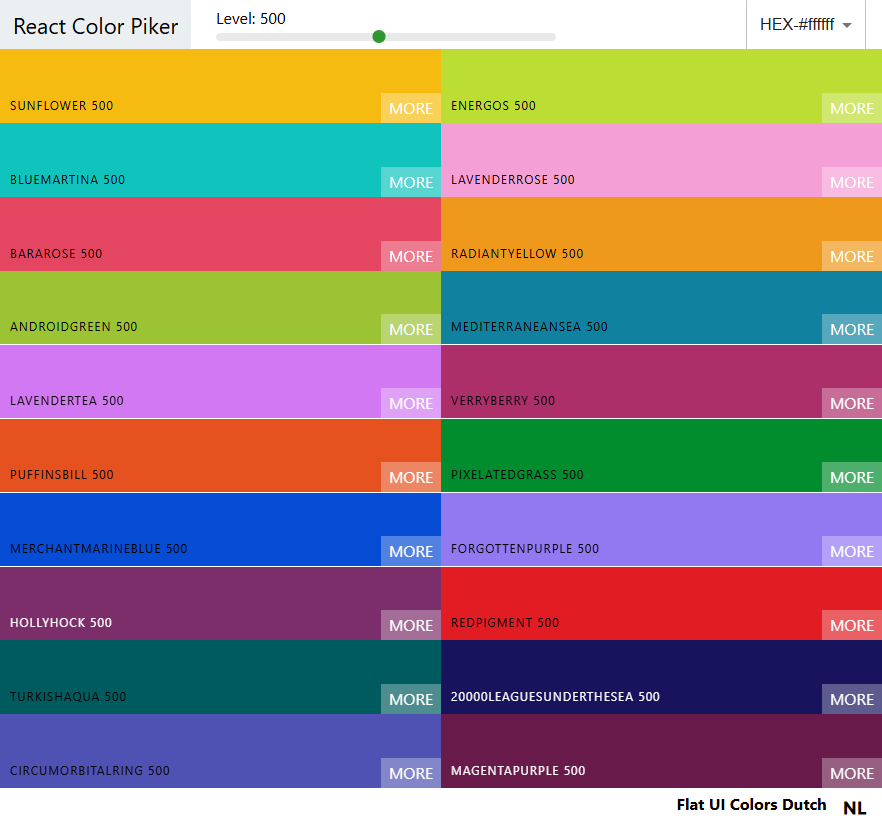 React Color Piker
Level: 500
HEX-#ffffff
SUNFLOWER 500
MORE
ENERGOS 500
MORE
BLUEMARTINA 500
MORE
LAVENDERROSE 500
MORE
BARAROSE 500
MORE
RADIANTYELLOW 500
MORE
ANDROIDGREEN 500
MORE
MEDITERRANEANSEA 500
MORE
LAVENDERTEA 500
MORE
VERRYBERRY 500
MORE
PUFFINSBILL 500
MORE
PIXELATEDGRASS 500
MORE
MERCHANTMARINEBLUE 500
MORE
FORGOTTENPURPLE 500
MORE
HOLLYHOCK 500
MORE
REDPIGMENT 500
MORE
TURKISHAQUA 500
MORE
20000LEAGUESUNDERTHESEA 500
MORE
CIRCUMORBITALRING 500
MORE
MAGENTAPURPLE 500
MORE
Flat UI Colors Dutch NL